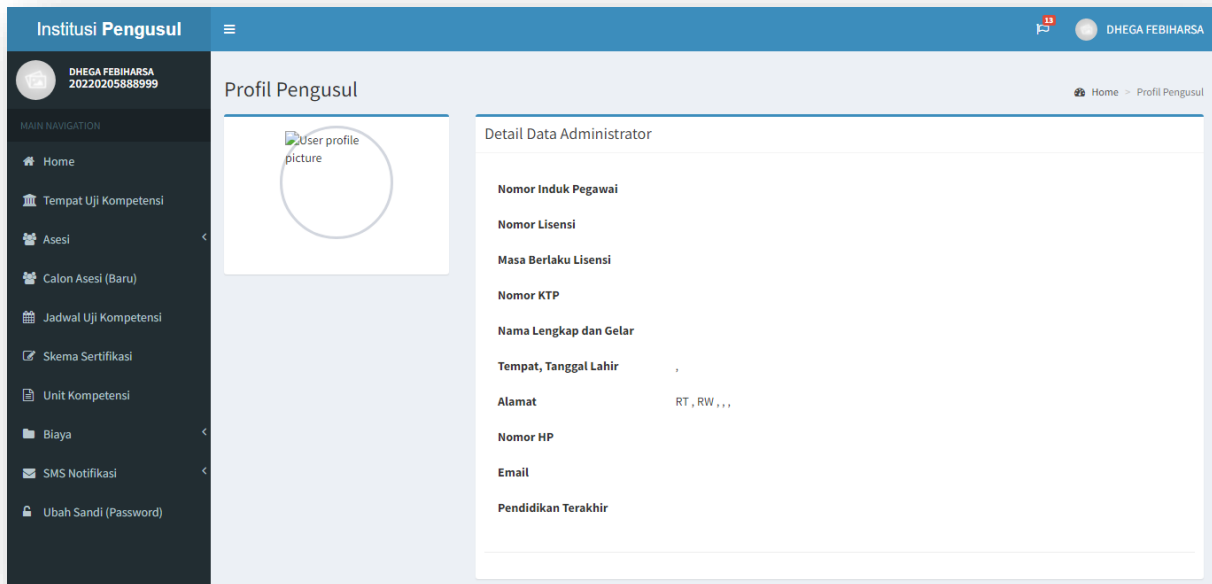 Institusi Pengusul
13
DHEGA FEBIHARSA
DHEGA FEBIHARSA
20220205888999
MAIN NAVIGATION
Home
Tempat Uji Kompetensi
Asesi
Calon Asesi (Baru)
Jadwal Uji Kompetensi
Skema Sertifikasi
Unit Kompetensi
Biaya
SMS Notifikasi
Ubah Sandi (Password)
Profil Pengusul
Home > Profil Pengusul
User profile
picture
Detail Data Administrator
Nomor Induk Pegawai
Nomor Lisensi
Masa Berlaku Lisensi
Nomor KTP
Nama Lengkap dan Gelar
Tempat, Tanggal Lahir ,
Alamat RT , RW , , ,
Nomor HP
Email
Pendidikan Terakhir